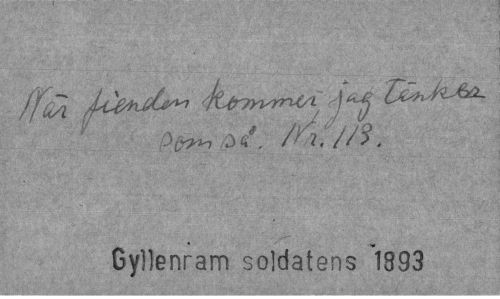 När fienden kommer jag tänker
som så. Nr. 113.
Gyllenram soldatens 1893